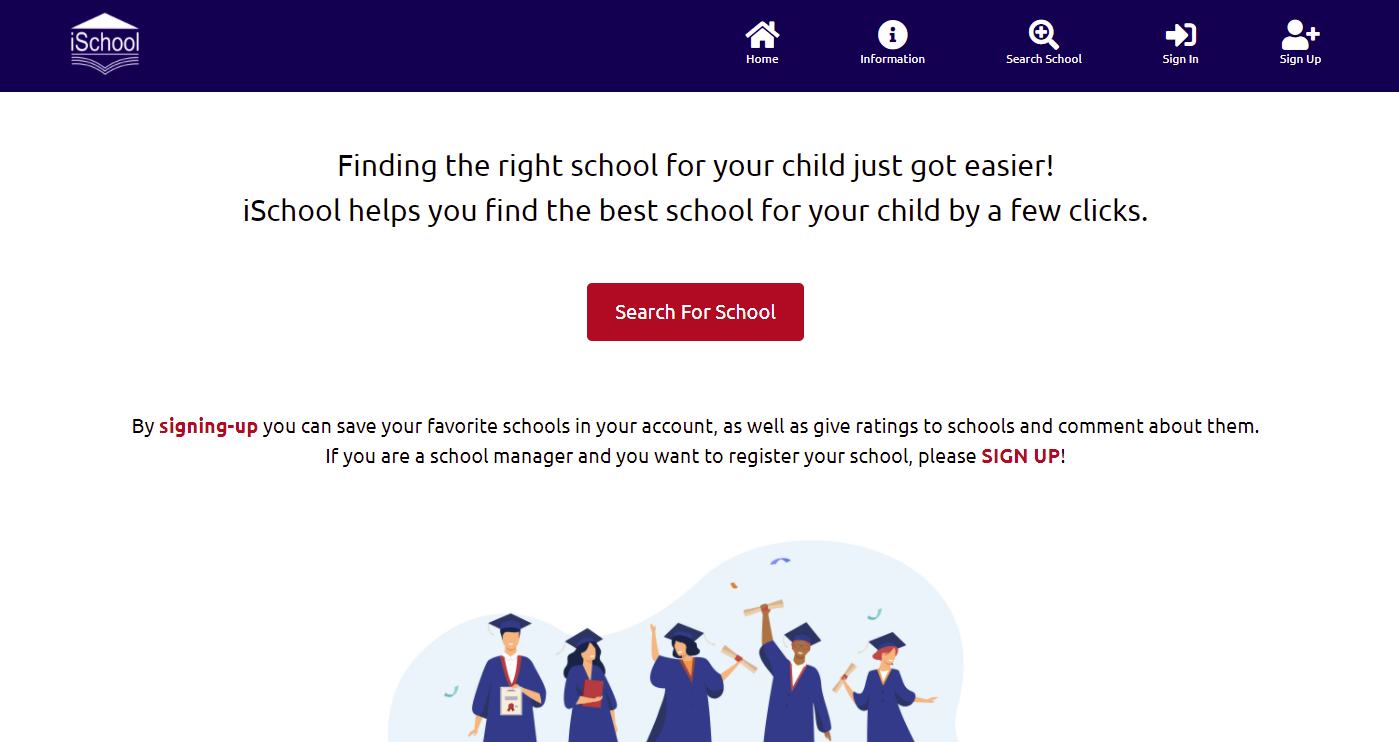 iSchool
Home
Information
Search School
Sign In
Sign Up
Finding the right school for your child just got easier!
iSchool helps you find the best school for your child by a few clicks.
Search For School
By signing-up you can save your favorite schools in your account, as well as give ratings to schools and comment about them.
If you are a school manager and you want to register your school, please SIGN UP!